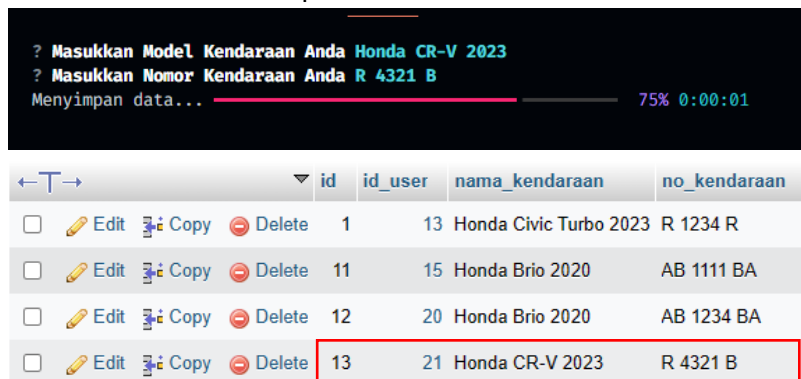 ? Masukkan Model Kendaraan Anda Honda CR-V 2023
? Masukkan Nomor Kendaraan Anda R 4321 B
Menyimpan data... 75% 0:00:01
←T→ ▼ id id_user nama_kendaraan no_kendaraan
Edit Copy Delete 1 13 Honda Civic Turbo 2023 R 1234 R
Edit Copy Delete 11 15 Honda Brio 2020 AB 1111 BA
Edit Copy Delete 12 20 Honda Brio 2020 AB 1234 BA
Edit Copy Delete 13 21 Honda CR-V 2023 R 4321 B